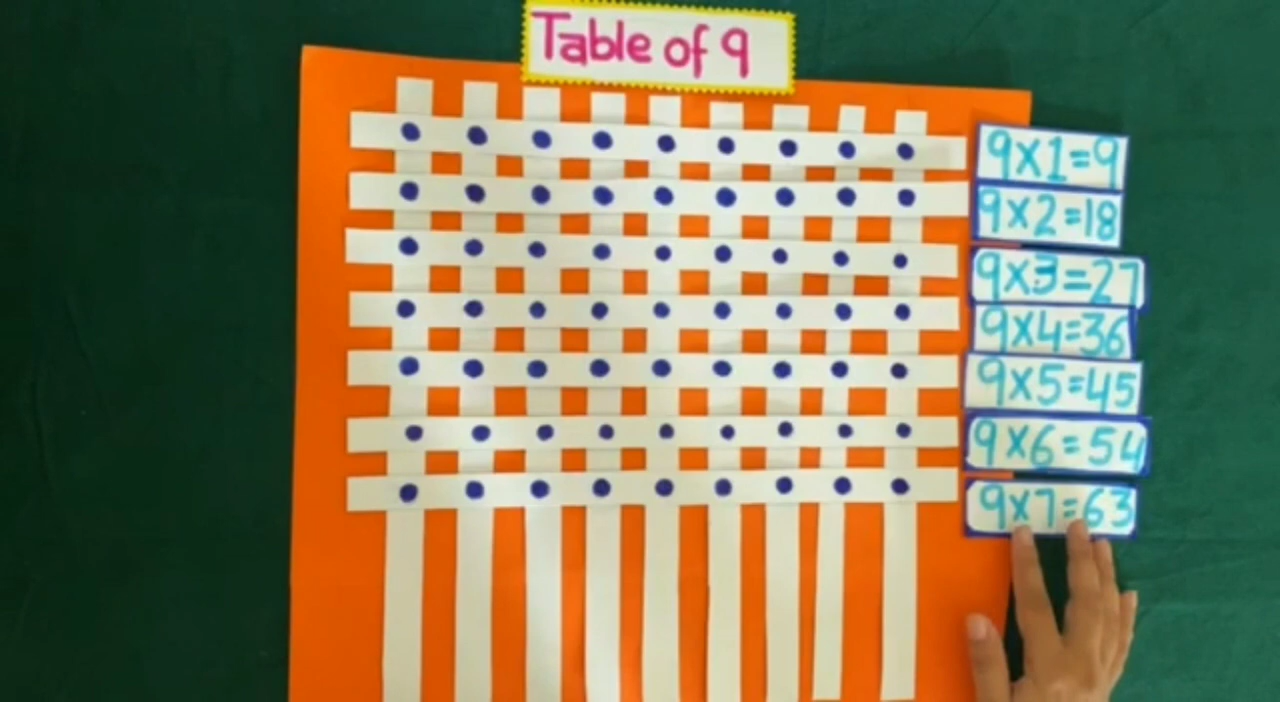 Table of 9
9x1=9
9x2=18
9x3=27
9x4=36
9x5=45
9x6=54
9x7=63